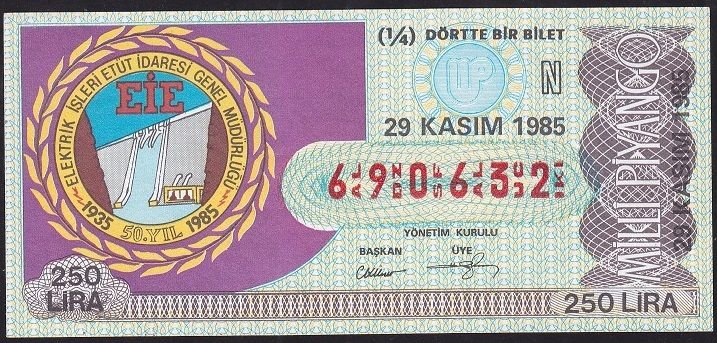 ELEKTRİK İŞLERİ ETÜT İDARESİ GENEL MÜDÜRLÜĞÜ
EİE
1935 50.YIL 1985
250
LİRA
(1/4) DÖRTTE BİR BİLET
MP
N
29 KASIM 1985
6 9 0 6 3 2
YÖNETİM KURULU
BAŞKAN ÜYE
250 LİRA
MİLLİ PİYANGO
29 KASIM 1985